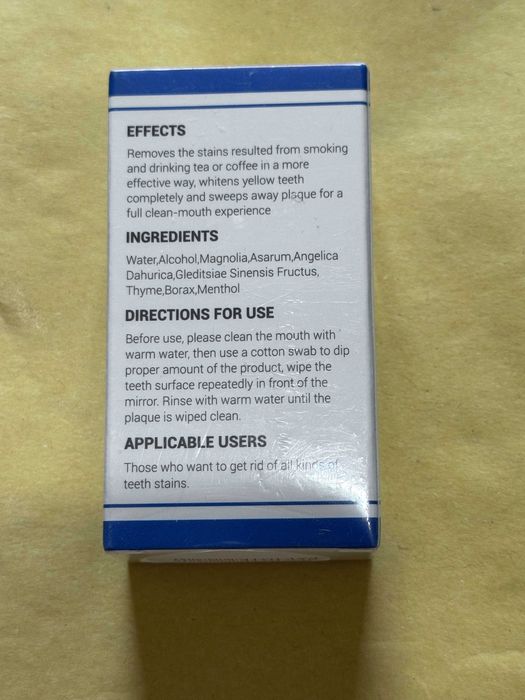 EFFECTS
Removes the stains resulted from smoking
and drinking tea or coffee in a more
effective way, whitens yellow teeth
completely and sweeps away plaque for a
full clean-mouth experience
INGREDIENTS
Water,Alcohol,Magnolia,Asarum,Angelica
Dahurica,Gleditsiae Sinensis Fructus,
Thyme,Borax,Menthol
DIRECTIONS FOR USE
Before use, please clean the mouth with
warm water, then use a cotton swab to dip
proper amount of the product, wipe the
teeth surface repeatedly in front of the
mirror. Rinse with warm water until the
plaque is wiped clean.
APPLICABLE USERS
Those who want to get rid of all kinds of
teeth stains.